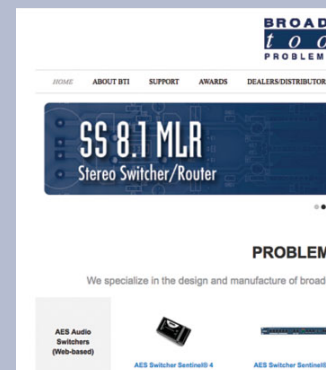 BROAD
too
PROBLEM
HOME ABOUT BTI SUPPORT AWARDS DEALERS/DISTRIBUTOR
SS 8.1 MLR
Stereo Switcher/Router
PROBLEM
We specialize in the design and manufacture of broad
AES Audio
Switchers
(Web-based)
AES Switcher Sentinel® 4
AES Switcher Sentinel®